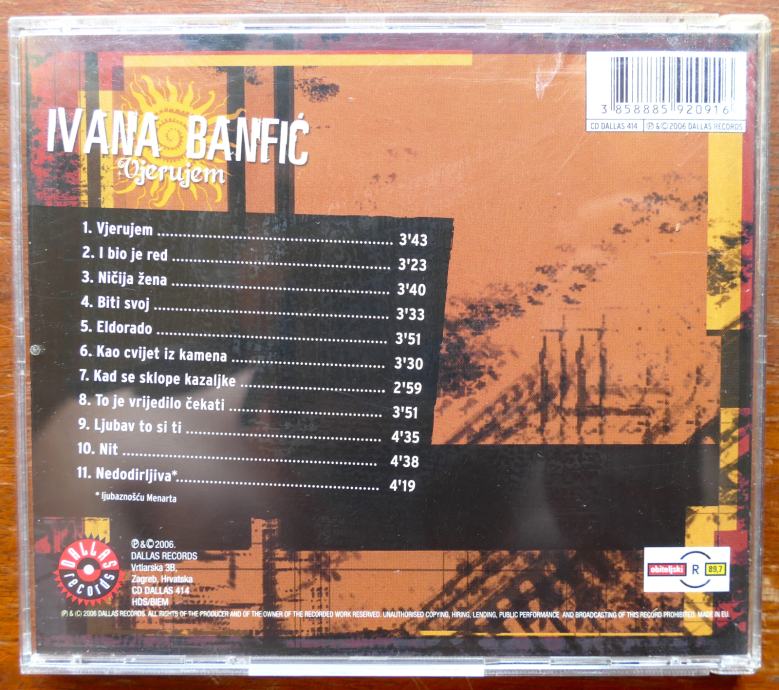 3 858885 920916
CD DALLAS 414 ℗ & © 2006 DALLAS RECORDS
IVANA BANFIĆ
Vjerujem
1. Vjerujem ........ 3'43
2. I bio je red ........ 3'23
3. Ničija žena ........ 3'40
4. Biti svoj ........ 3'33
5. Eldorado ........ 3'51
6. Kao cvijet iz kamena ........ 3'30
7. Kad se sklope kazaljke ........ 2'59
8. To je vrijedilo čekati ........ 3'51
9. Ljubav to si ti ........ 4'35
10. Nit ........ 4'38
11. Nedodirljiva* ........ 4'19
* ljubaznošću Menarta
DALLAS records
℗ & © 2006.
DALLAS RECORDS
Vrtlarska 3B,
Zagreb, Hrvatska
CD DALLAS 414
HDS/BIEM
obiteljski R 89,7
℗ & © 2006 DALLAS RECORDS. ALL RIGHTS OF THE PRODUCER AND OF THE OWNER OF THE RECORDED WORK RESERVED. UNAUTHORISED COPYING, HIRING, LENDING, PUBLIC PERFORMANCE AND BROADCASTING OF THIS RECORD PROHIBITED. MADE IN EU.